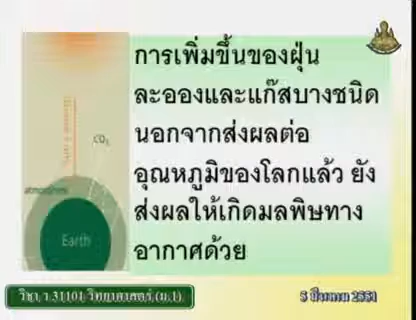 การเพิ่มขึ้นของฝุ่น
ละอองและแก๊สบางชนิด
นอกจากส่งผลต่อ
อุณหภูมิของโลกแล้ว ยัง
ส่งผลให้เกิดมลพิษทาง
อากาศด้วย
CO₂
atmosphere
Earth
วิชา ว 31101 วิทยาศาสตร์ (ม.1)
5 มีนาคม 2551